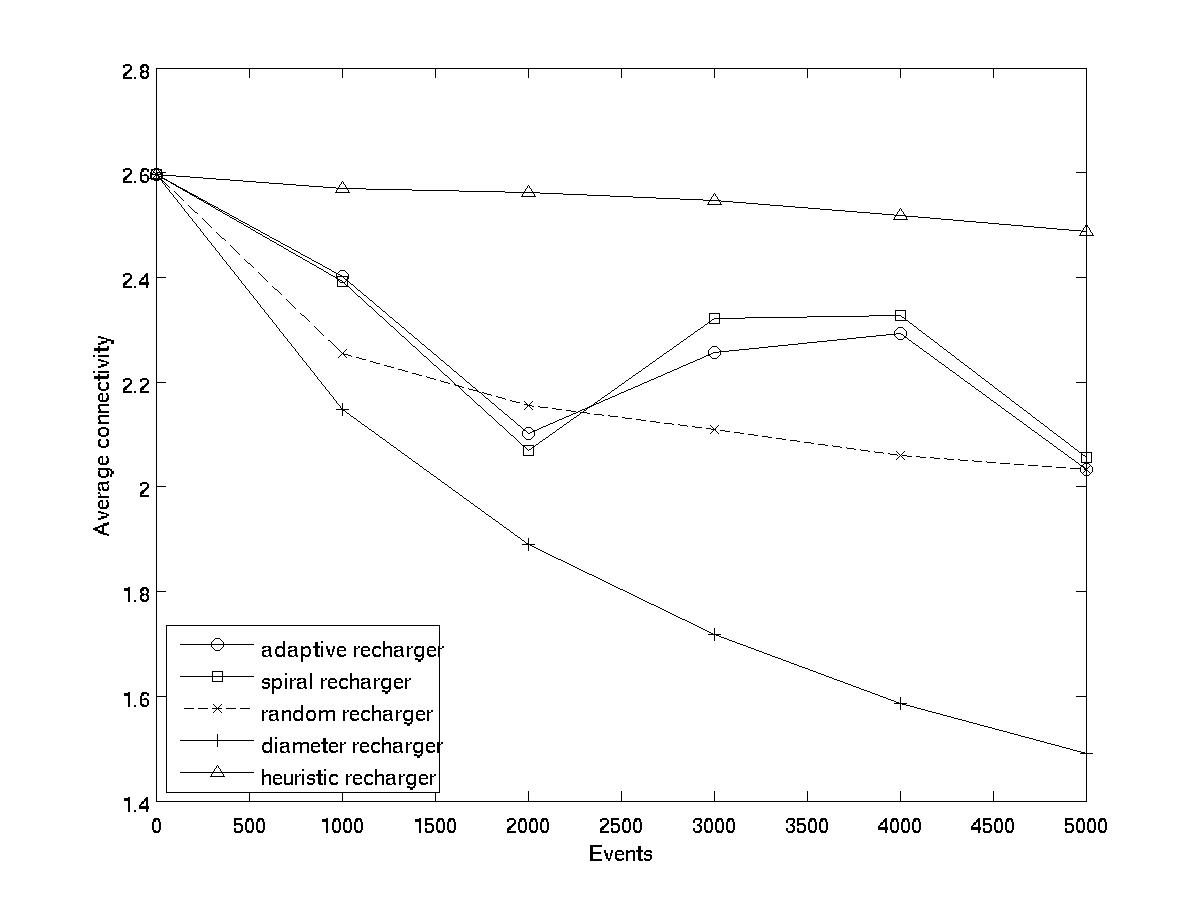 2.8
2.6
2.4
2.2
2
1.8
1.6
1.4
Average connectivity
adaptive recharger
spiral recharger
random recharger
diameter recharger
heuristic recharger
0 500 1000 1500 2000 2500 3000 3500 4000 4500 5000
Events